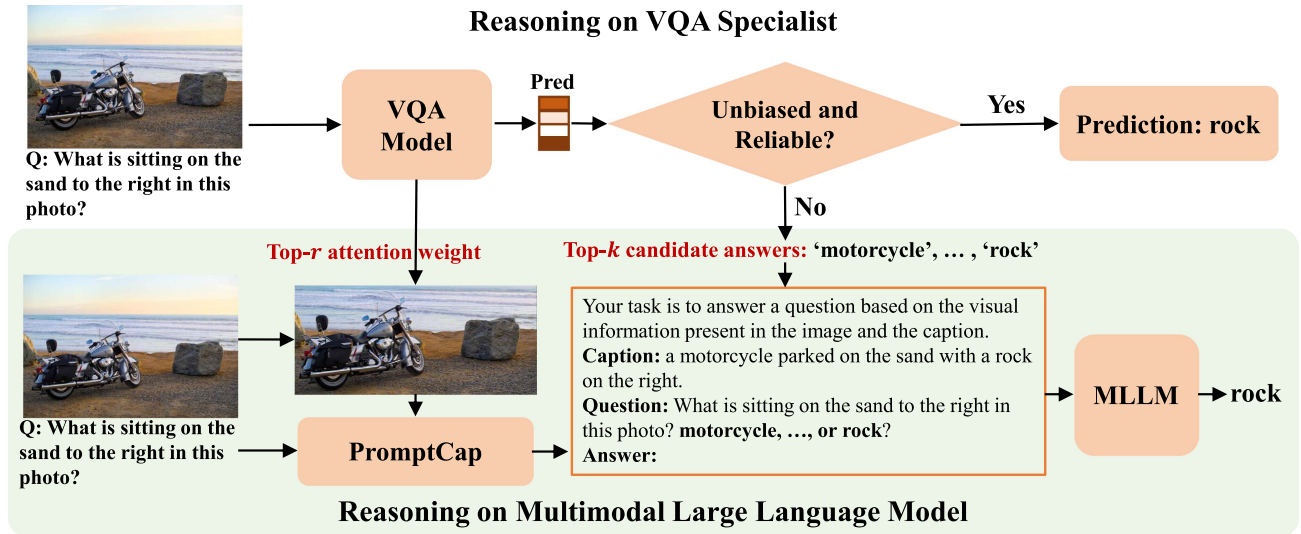 Reasoning on VQA Specialist
Q: What is sitting on the
sand to the right in this
photo?
VQA
Model
Pred
Unbiased and
Reliable?
Yes
Prediction: rock
No
Top-r attention weight
Top-k candidate answers: ‘motorcycle’, … , ‘rock’
Q: What is sitting on the
sand to the right in this
photo?
PromptCap
Your task is to answer a question based on the visual
information present in the image and the caption.
Caption: a motorcycle parked on the sand with a rock
on the right.
Question: What is sitting on the sand to the right in
this photo? motorcycle, …, or rock?
Answer:
MLLM
rock
Reasoning on Multimodal Large Language Model